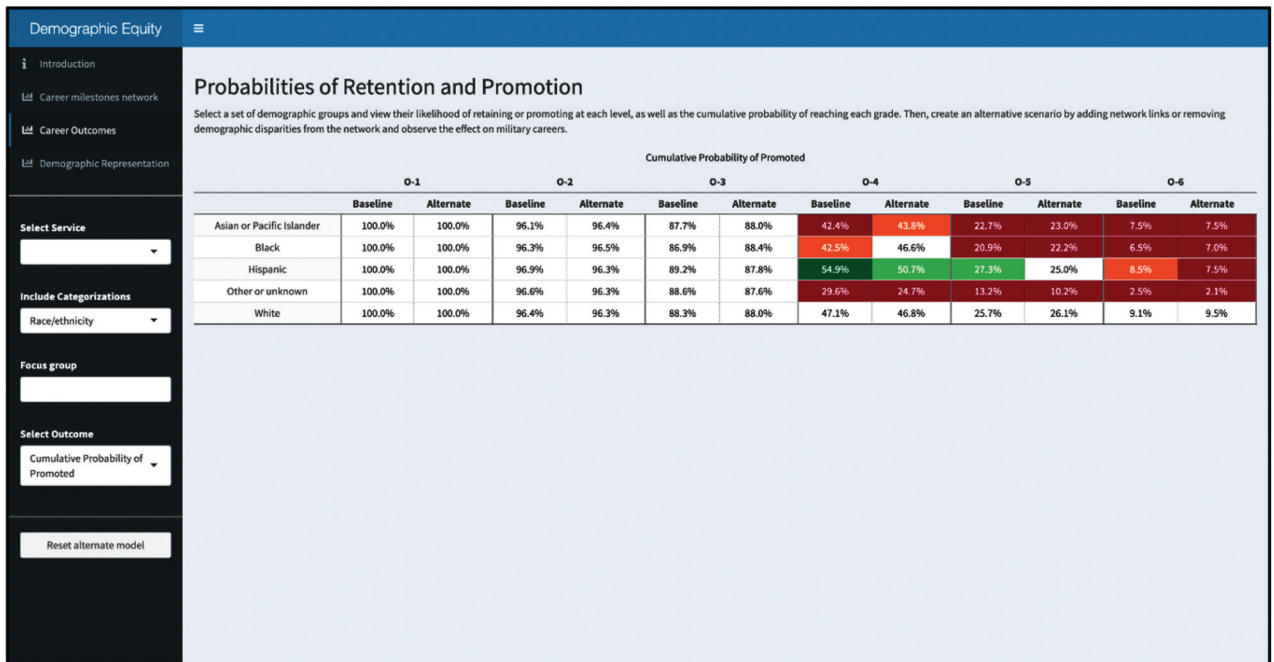 Demographic Equity
Introduction
Career milestones network
Career Outcomes
Demographic Representation
Select Service
Include Categorizations
Race/ethnicity
Focus group
Select Outcome
Cumulative Probability of
Promoted
Reset alternate model
Probabilities of Retention and Promotion
Select a set of demographic groups and view their likelihood of retaining or promoting at each level, as well as the cumulative probability of reaching each grade. Then, create an alternative scenario by adding network links or removing
demographic disparities from the network and observe the effect on military careers.
Cumulative Probability of Promoted
O-1 O-2 O-3 O-4 O-5 O-6
Baseline Alternate Baseline Alternate Baseline Alternate Baseline Alternate Baseline Alternate Baseline Alternate
Asian or Pacific Islander 100.0% 100.0% 96.1% 96.4% 87.7% 88.0% 42.4% 43.8% 22.7% 23.0% 7.5% 7.5%
Black 100.0% 100.0% 96.3% 96.5% 86.9% 88.4% 42.5% 46.6% 20.9% 22.2% 6.5% 7.0%
Hispanic 100.0% 100.0% 96.9% 96.3% 89.2% 87.8% 54.9% 50.7% 27.3% 25.0% 8.5% 7.5%
Other or unknown 100.0% 100.0% 96.6% 96.3% 88.6% 87.6% 29.6% 24.7% 13.2% 10.2% 2.5% 2.1%
White 100.0% 100.0% 96.4% 96.3% 88.3% 88.0% 47.1% 46.8% 25.7% 26.1% 9.1% 9.5%